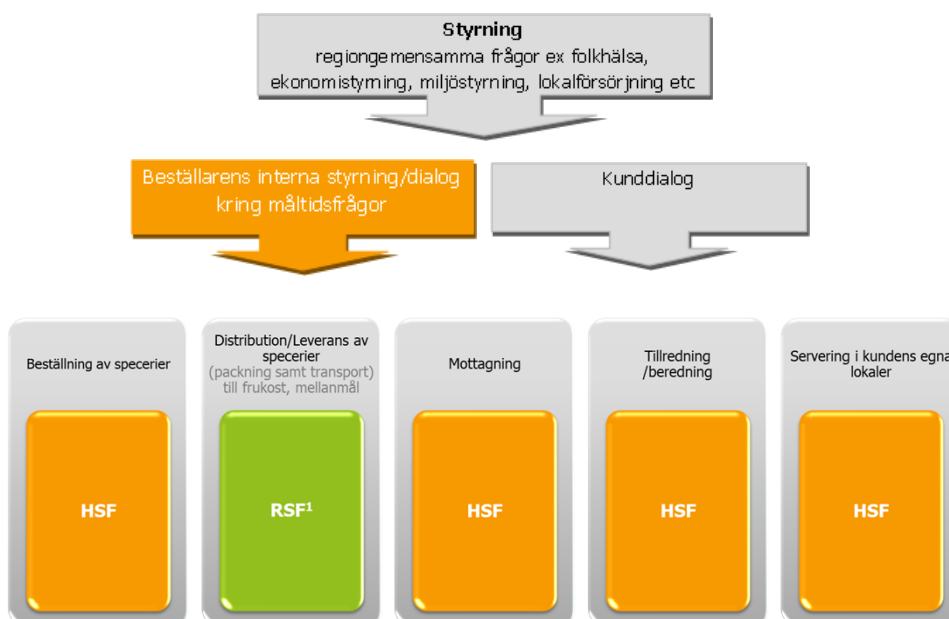 Styrning
regiongemensamma frågor ex folkhälsa,
ekonomistyrning, miljöstyrning, lokalförsörjning etc
Beställarens interna styrning/dialog
kring måltidsfrågor
Kunddialog
Beställning av specerier
Distribution/Leverans av
specerier
(packning samt transport)
till frukost, mellanmål
Mottagning
Tillredning
/beredning
Servering i kundens egna
lokaler
HSF
RSF¹
HSF
HSF
HSF